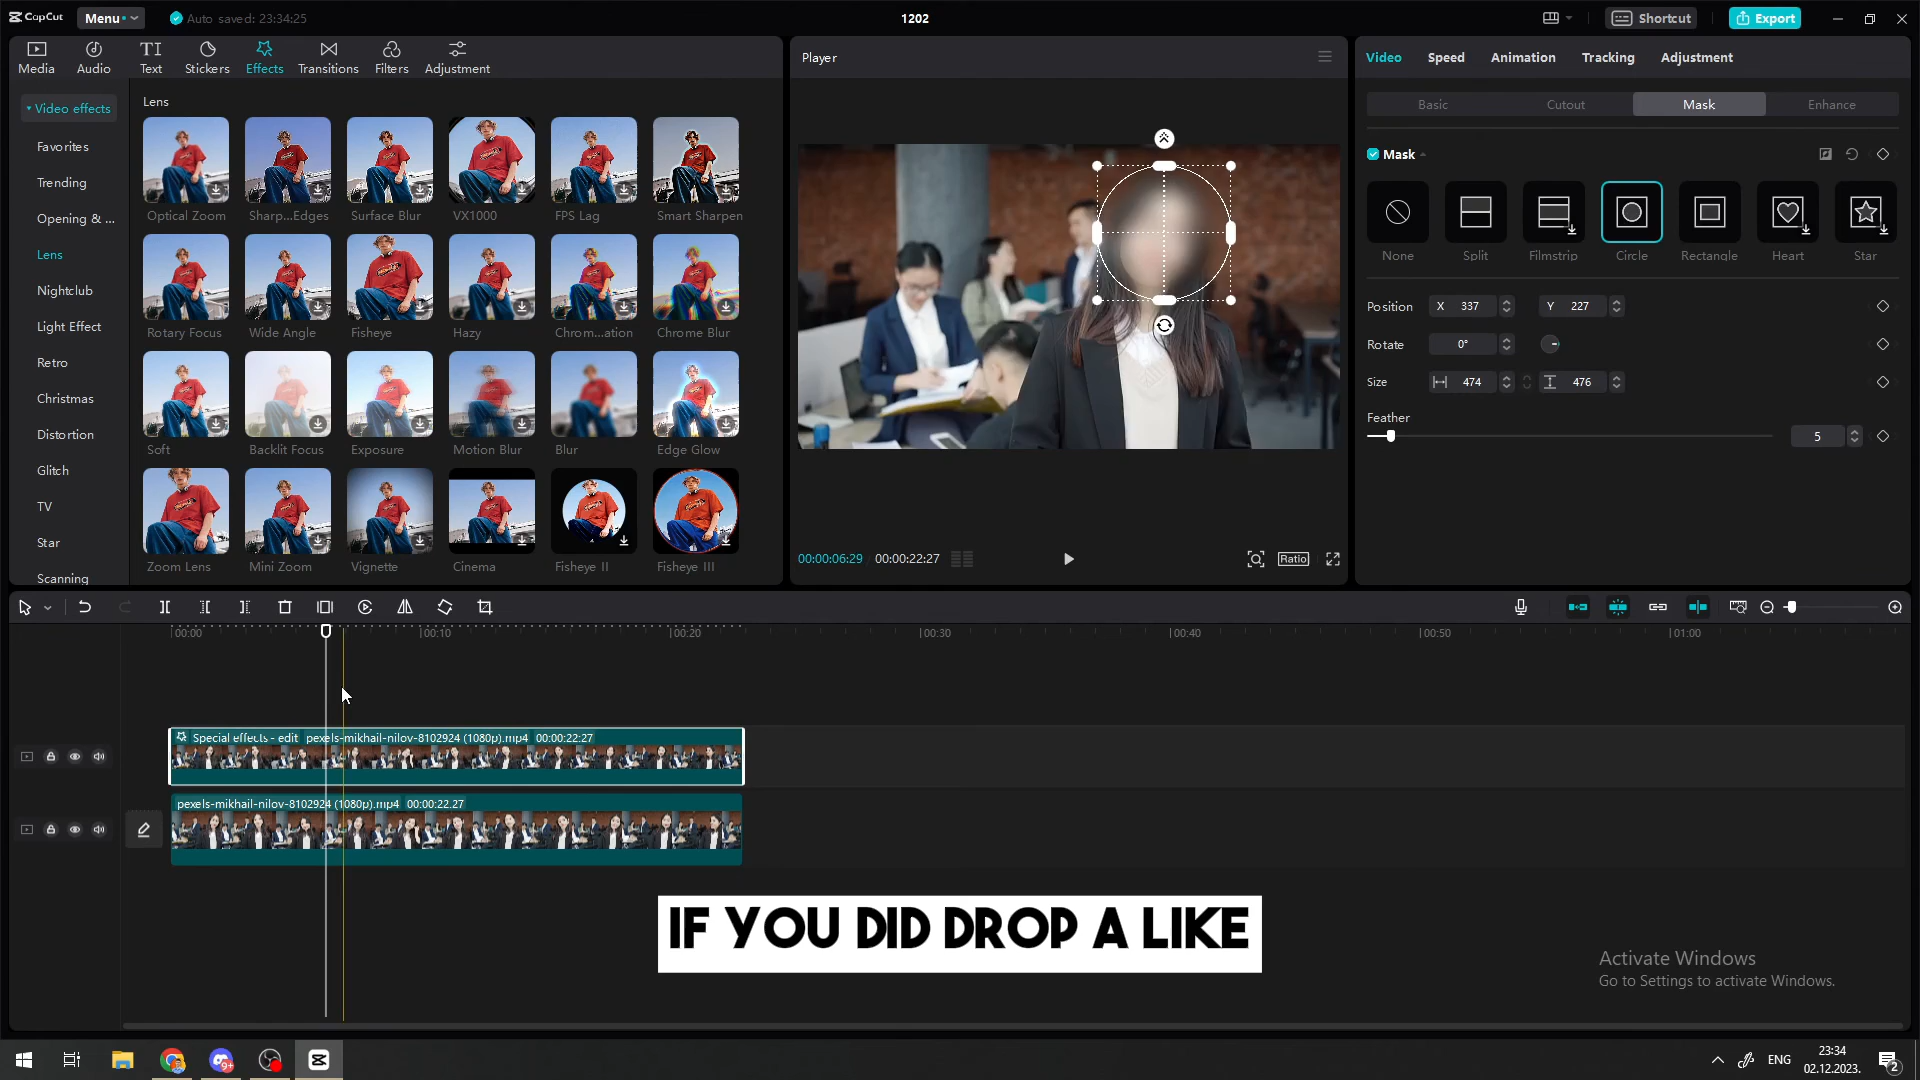 CapCut
Menu
Auto saved: 23:34:25
1202
Shortcut
Export
Media
Audio
Text
Stickers
Effects
Transitions
Filters
Adjustment
Video effects
Favorites
Trending
Opening & ...
Lens
Nightclub
Light Effect
Retro
Christmas
Distortion
Glitch
TV
Star
Scanning
Lens
Optical Zoom
Sharp...Edges
Surface Blur
VX1000
FPS Lag
Smart Sharpen
Rotary Focus
Wide Angle
Fisheye
Hazy
Chrom...ation
Chrome Blur
Soft
Backlit Focus
Exposure
Motion Blur
Blur
Edge Glow
Zoom Lens
Mini Zoom
Vignette
Cinema
Fisheye II
Fisheye III
Player
00:00:06:29 00:00:22:27
Ratio
Video
Speed
Animation
Tracking
Adjustment
Basic
Cutout
Mask
Enhance
Mask
None
Split
Filmstrip
Circle
Rectangle
Heart
Star
Position X 337 Y 227
Rotate 0°
Size 474 476
Feather
5
00:00
00:10
00:20
00:30
00:40
00:50
01:00
Special effects - edit pexels-mikhail-nilov-8102924 (1080p).mp4 00:00:22:27
pexels-mikhail-nilov-8102924 (1080p).mp4 00:00:22:27
IF YOU DID DROP A LIKE
Activate Windows
Go to Settings to activate Windows.
9+
ENG
23:34
02.12.2023.
2